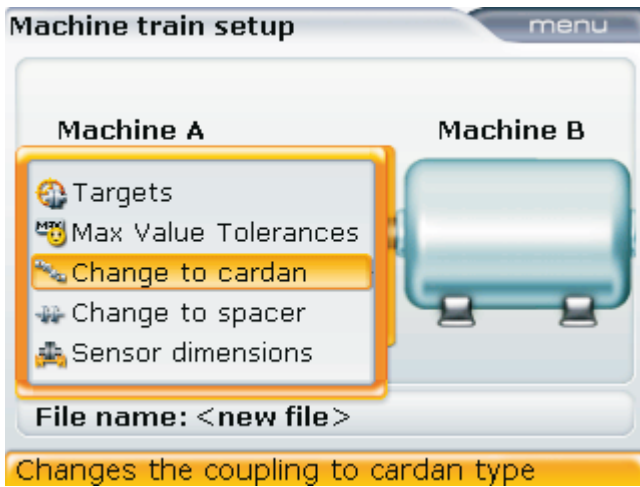 Machine train setup
menu
Machine A
Machine B
Targets
Max Value Tolerances
Change to cardan
Change to spacer
Sensor dimensions
File name: <new file>
Changes the coupling to cardan type